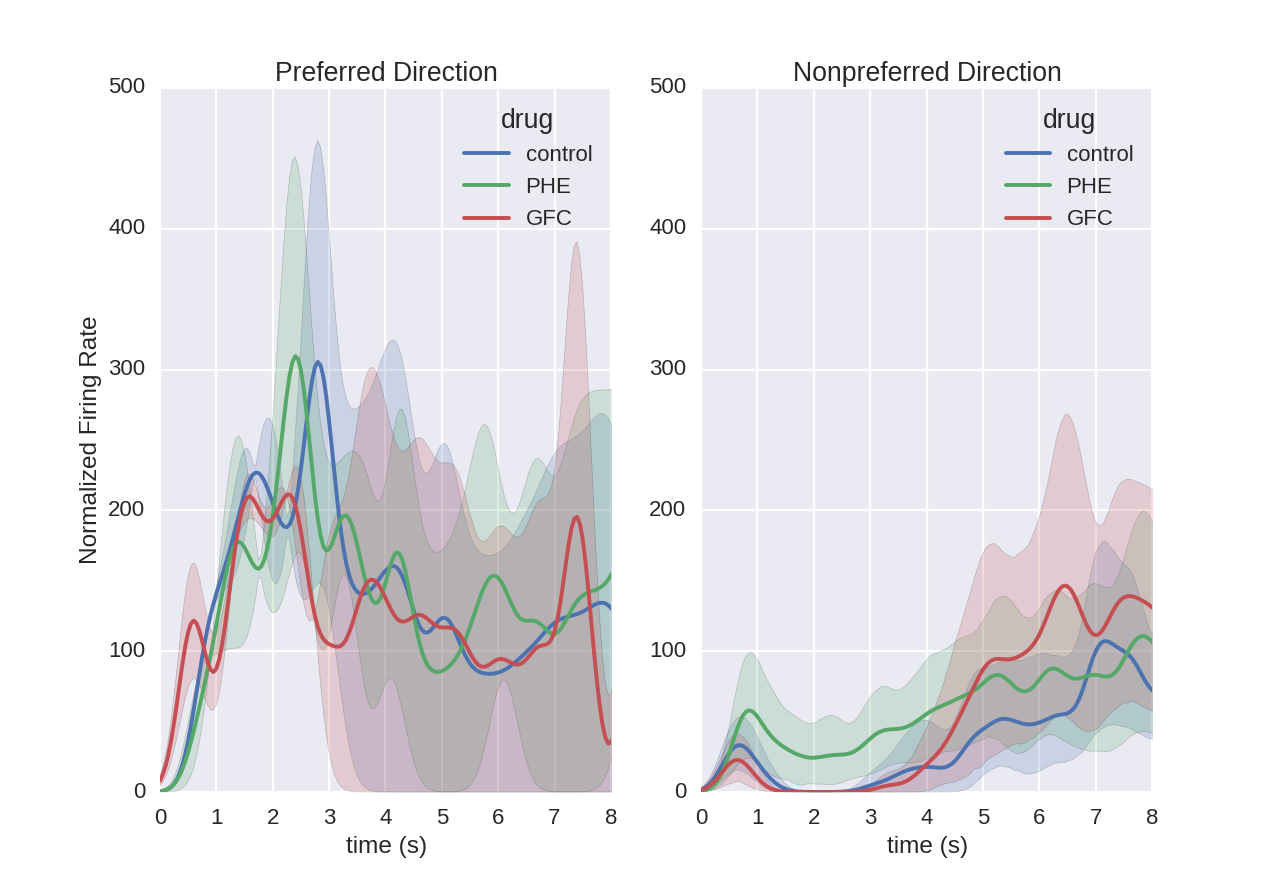 Preferred Direction
500
400
300
200
100
0
Normalized Firing Rate
0 1 2 3 4 5 6 7 8
time (s)
drug
control
PHE
GFC
Nonpreferred Direction
500
400
300
200
100
0
0 1 2 3 4 5 6 7 8
time (s)
drug
control
PHE
GFC